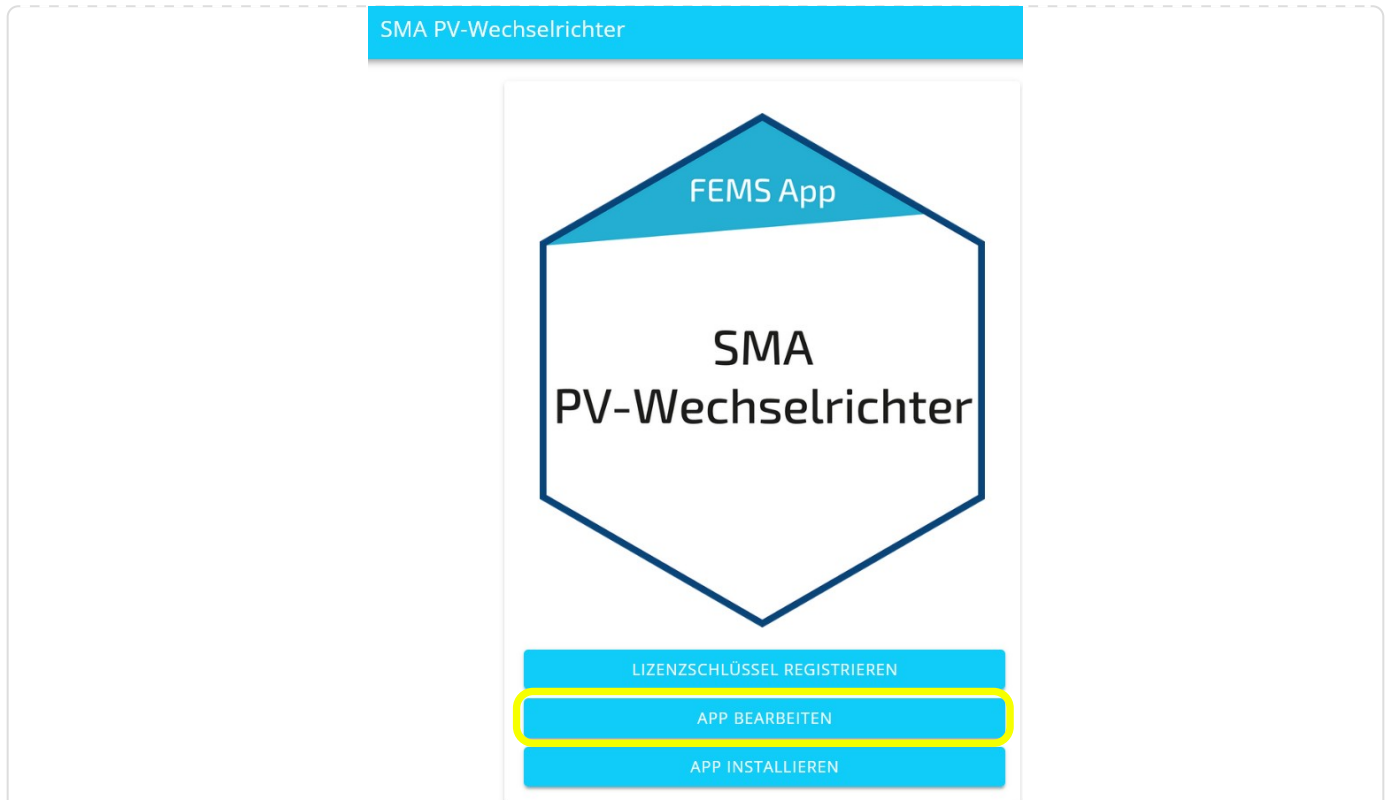 SMA PV-Wechselrichter
FEMS App
SMA
PV-Wechselrichter
LIZENZSCHLÜSSEL REGISTRIEREN
APP BEARBEITEN
APP INSTALLIEREN